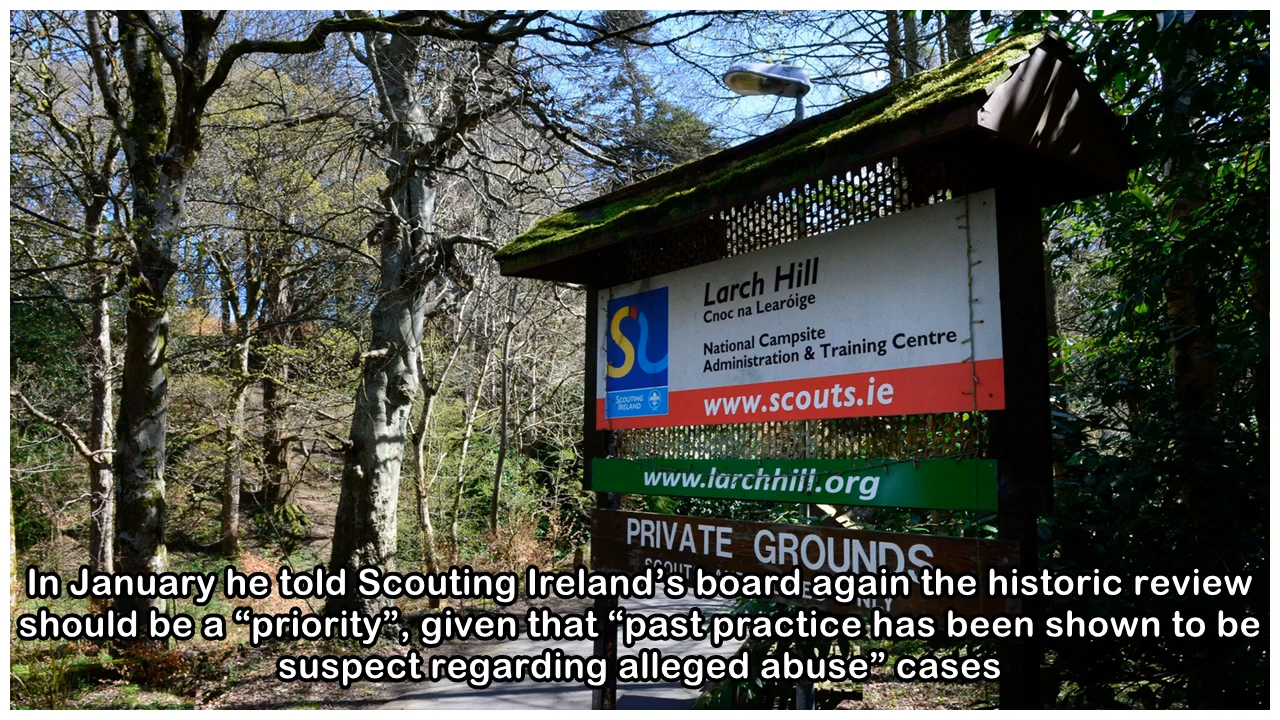 Larch Hill
Cnoc na Learóige
National Campsite
Administration & Training Centre
SCOUTING
IRELAND
www.scouts.ie
www.larchhill.org
PRIVATE GROUNDS
In January he told Scouting Ireland’s board again the historic review
should be a “priority”, given that “past practice has been shown to be
suspect regarding alleged abuse” cases